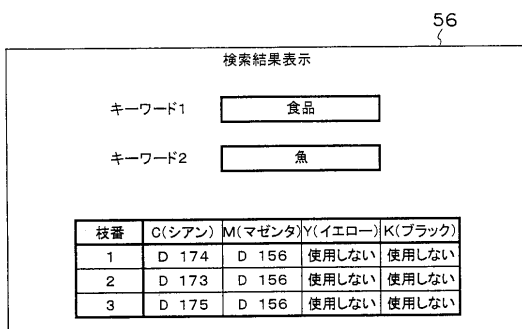 56
検索結果表示
キーワード1 食品
キーワード2 魚
枝番 C(シアン) M(マゼンタ) Y(イエロー) K(ブラック)
1 D 174 D 156 使用しない 使用しない
2 D 173 D 156 使用しない 使用しない
3 D 175 D 156 使用しない 使用しない